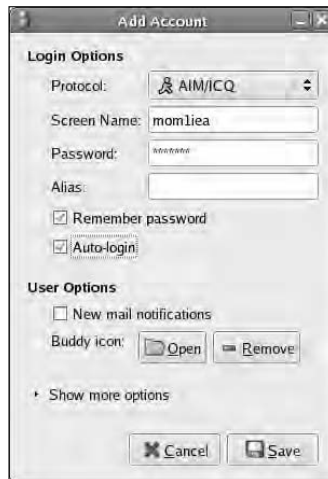 Add Account
Login Options
Protocol: AIM/ICQ
Screen Name: mom1iea
Password: *******
Alias:
Remember password
Auto-login
User Options
New mail notifications
Buddy icon: Open Remove
Show more options
Cancel Save